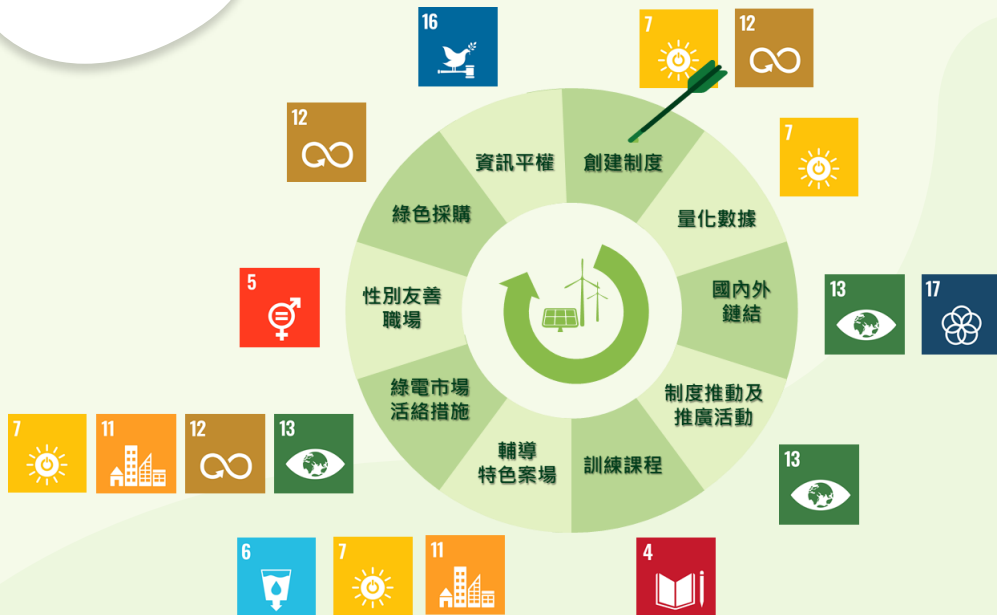 16
7
12
12
7
資訊平權
創建制度
綠色採購
量化數據
5
性別友善
職場
國內外
鏈結
13
17
綠電市場
活絡措施
制度推動及
推廣活動
7
11
12
13
輔導
特色案場
訓練課程
13
6
7
11
4